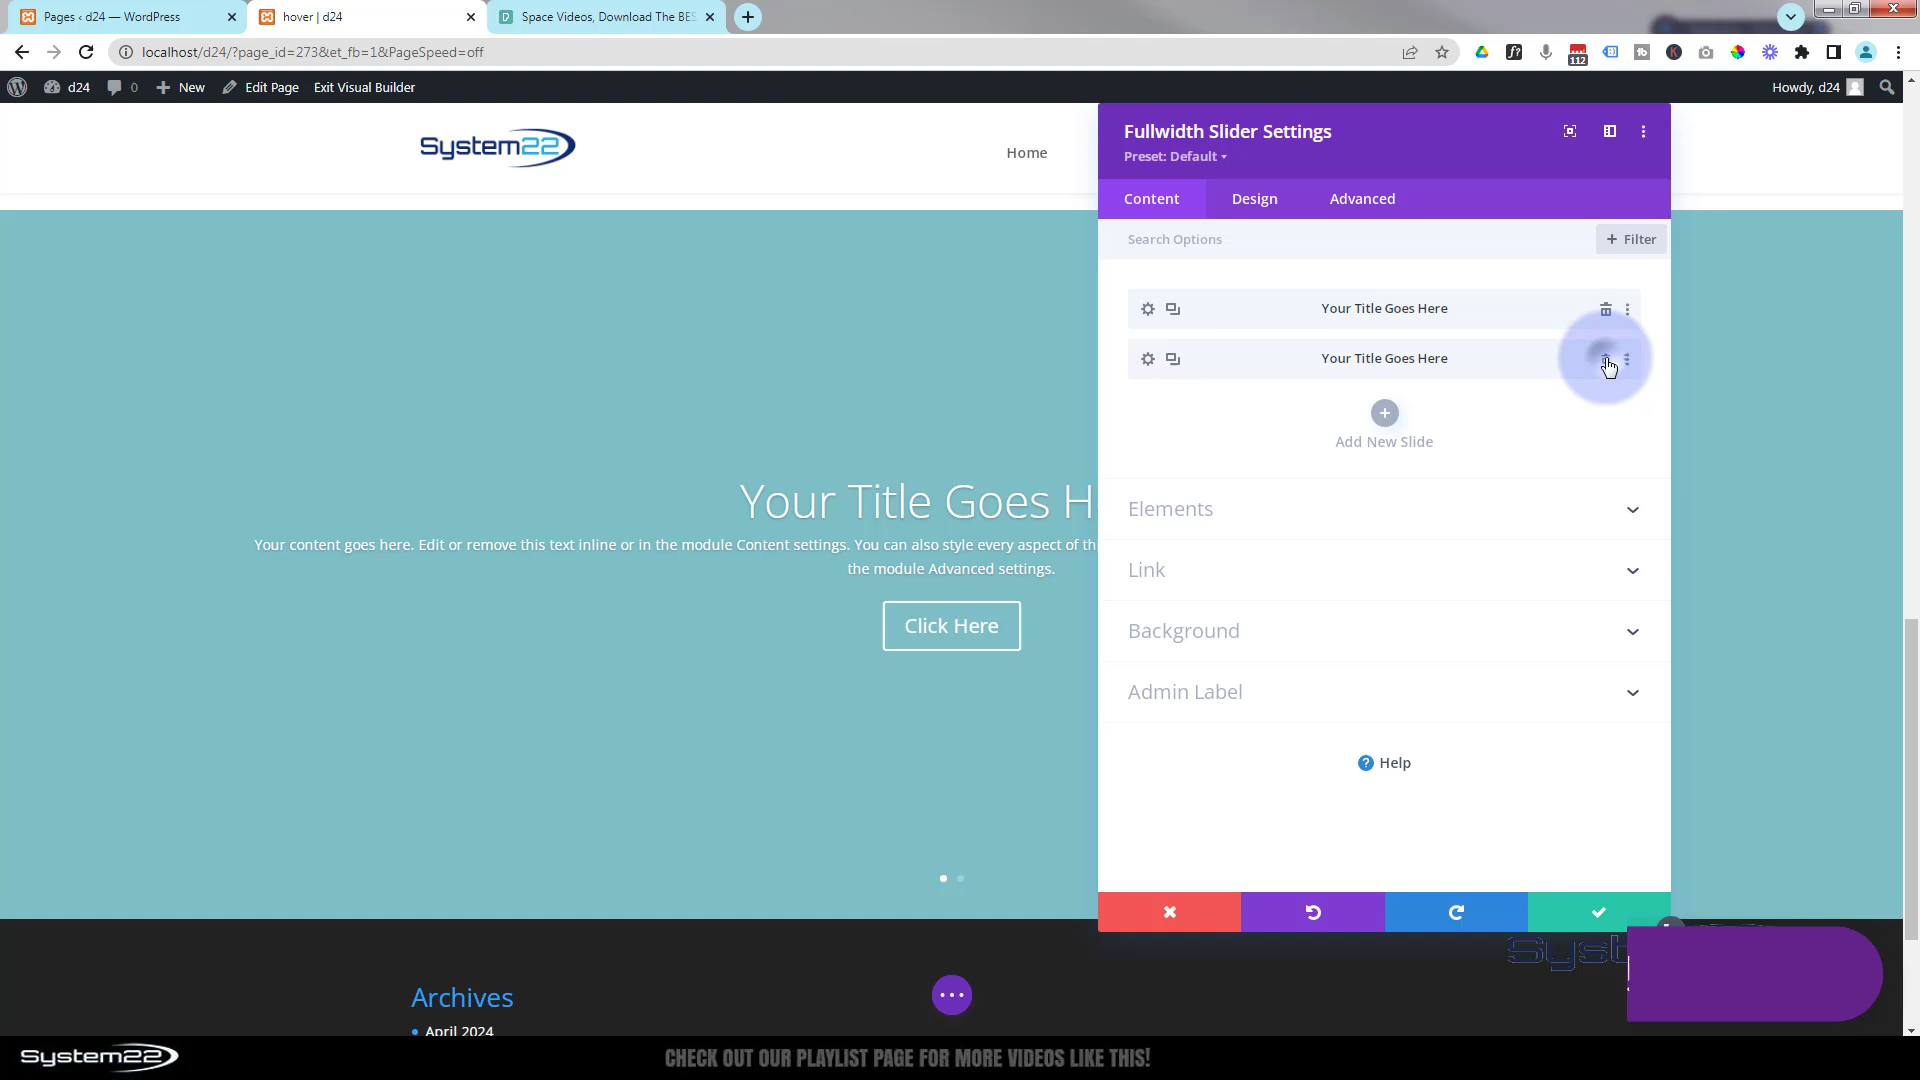 Pages ‹ d24 — WordPress
hover | d24
Space Videos, Download The BES
localhost/d24/?page_id=273&et_fb=1&PageSpeed=off
112
d24
0
New
Edit Page
Exit Visual Builder
Howdy, d24
System22
Home
Fullwidth Slider Settings
Preset: Default
Content
Design
Advanced
Search Options
+ Filter
Your Title Goes Here
Your Title Goes Here
Add New Slide
Elements
Link
Background
Admin Label
Help
Your Title Goes H
Your content goes here. Edit or remove this text inline or in the module Content settings. You can also style every aspect of th
the module Advanced settings.
Click Here
Syst
Archives
April 2024
System22
CHECK OUT OUR PLAYLIST PAGE FOR MORE VIDEOS LIKE THIS!